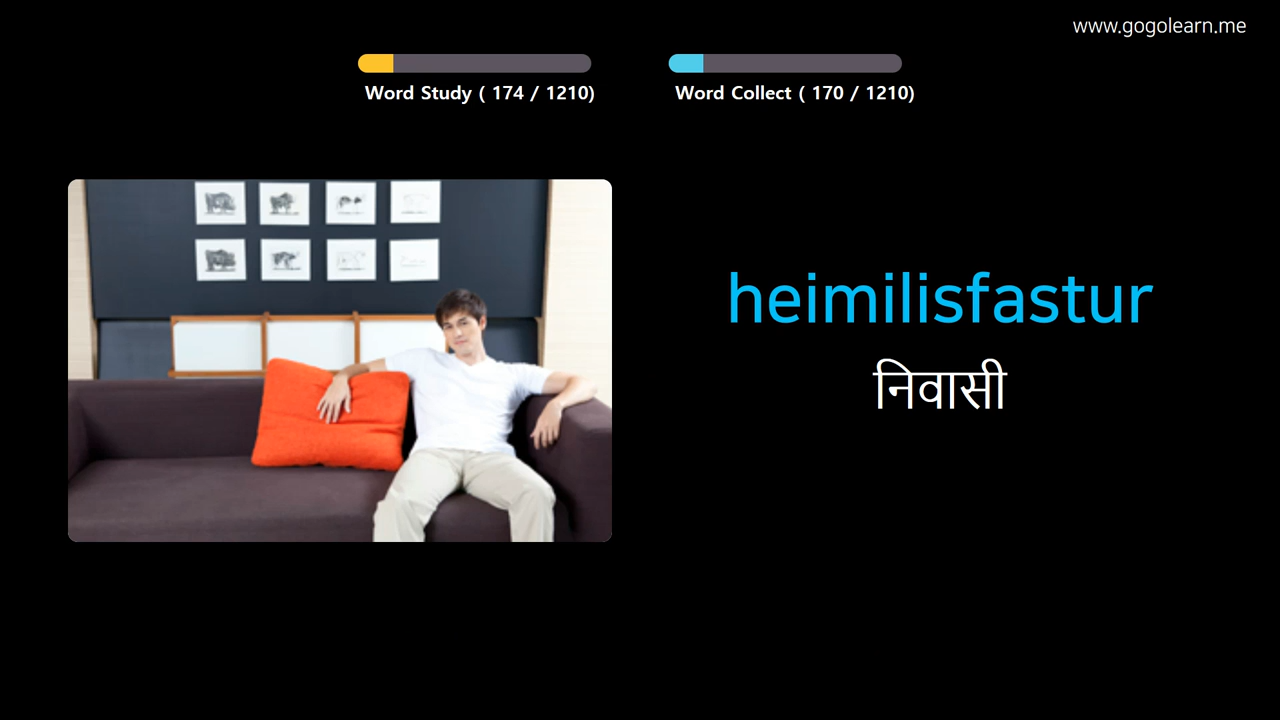 www.gogolearn.me
Word Study ( 174 / 1210)
Word Collect ( 170 / 1210)
heimilisfastur
निवासी